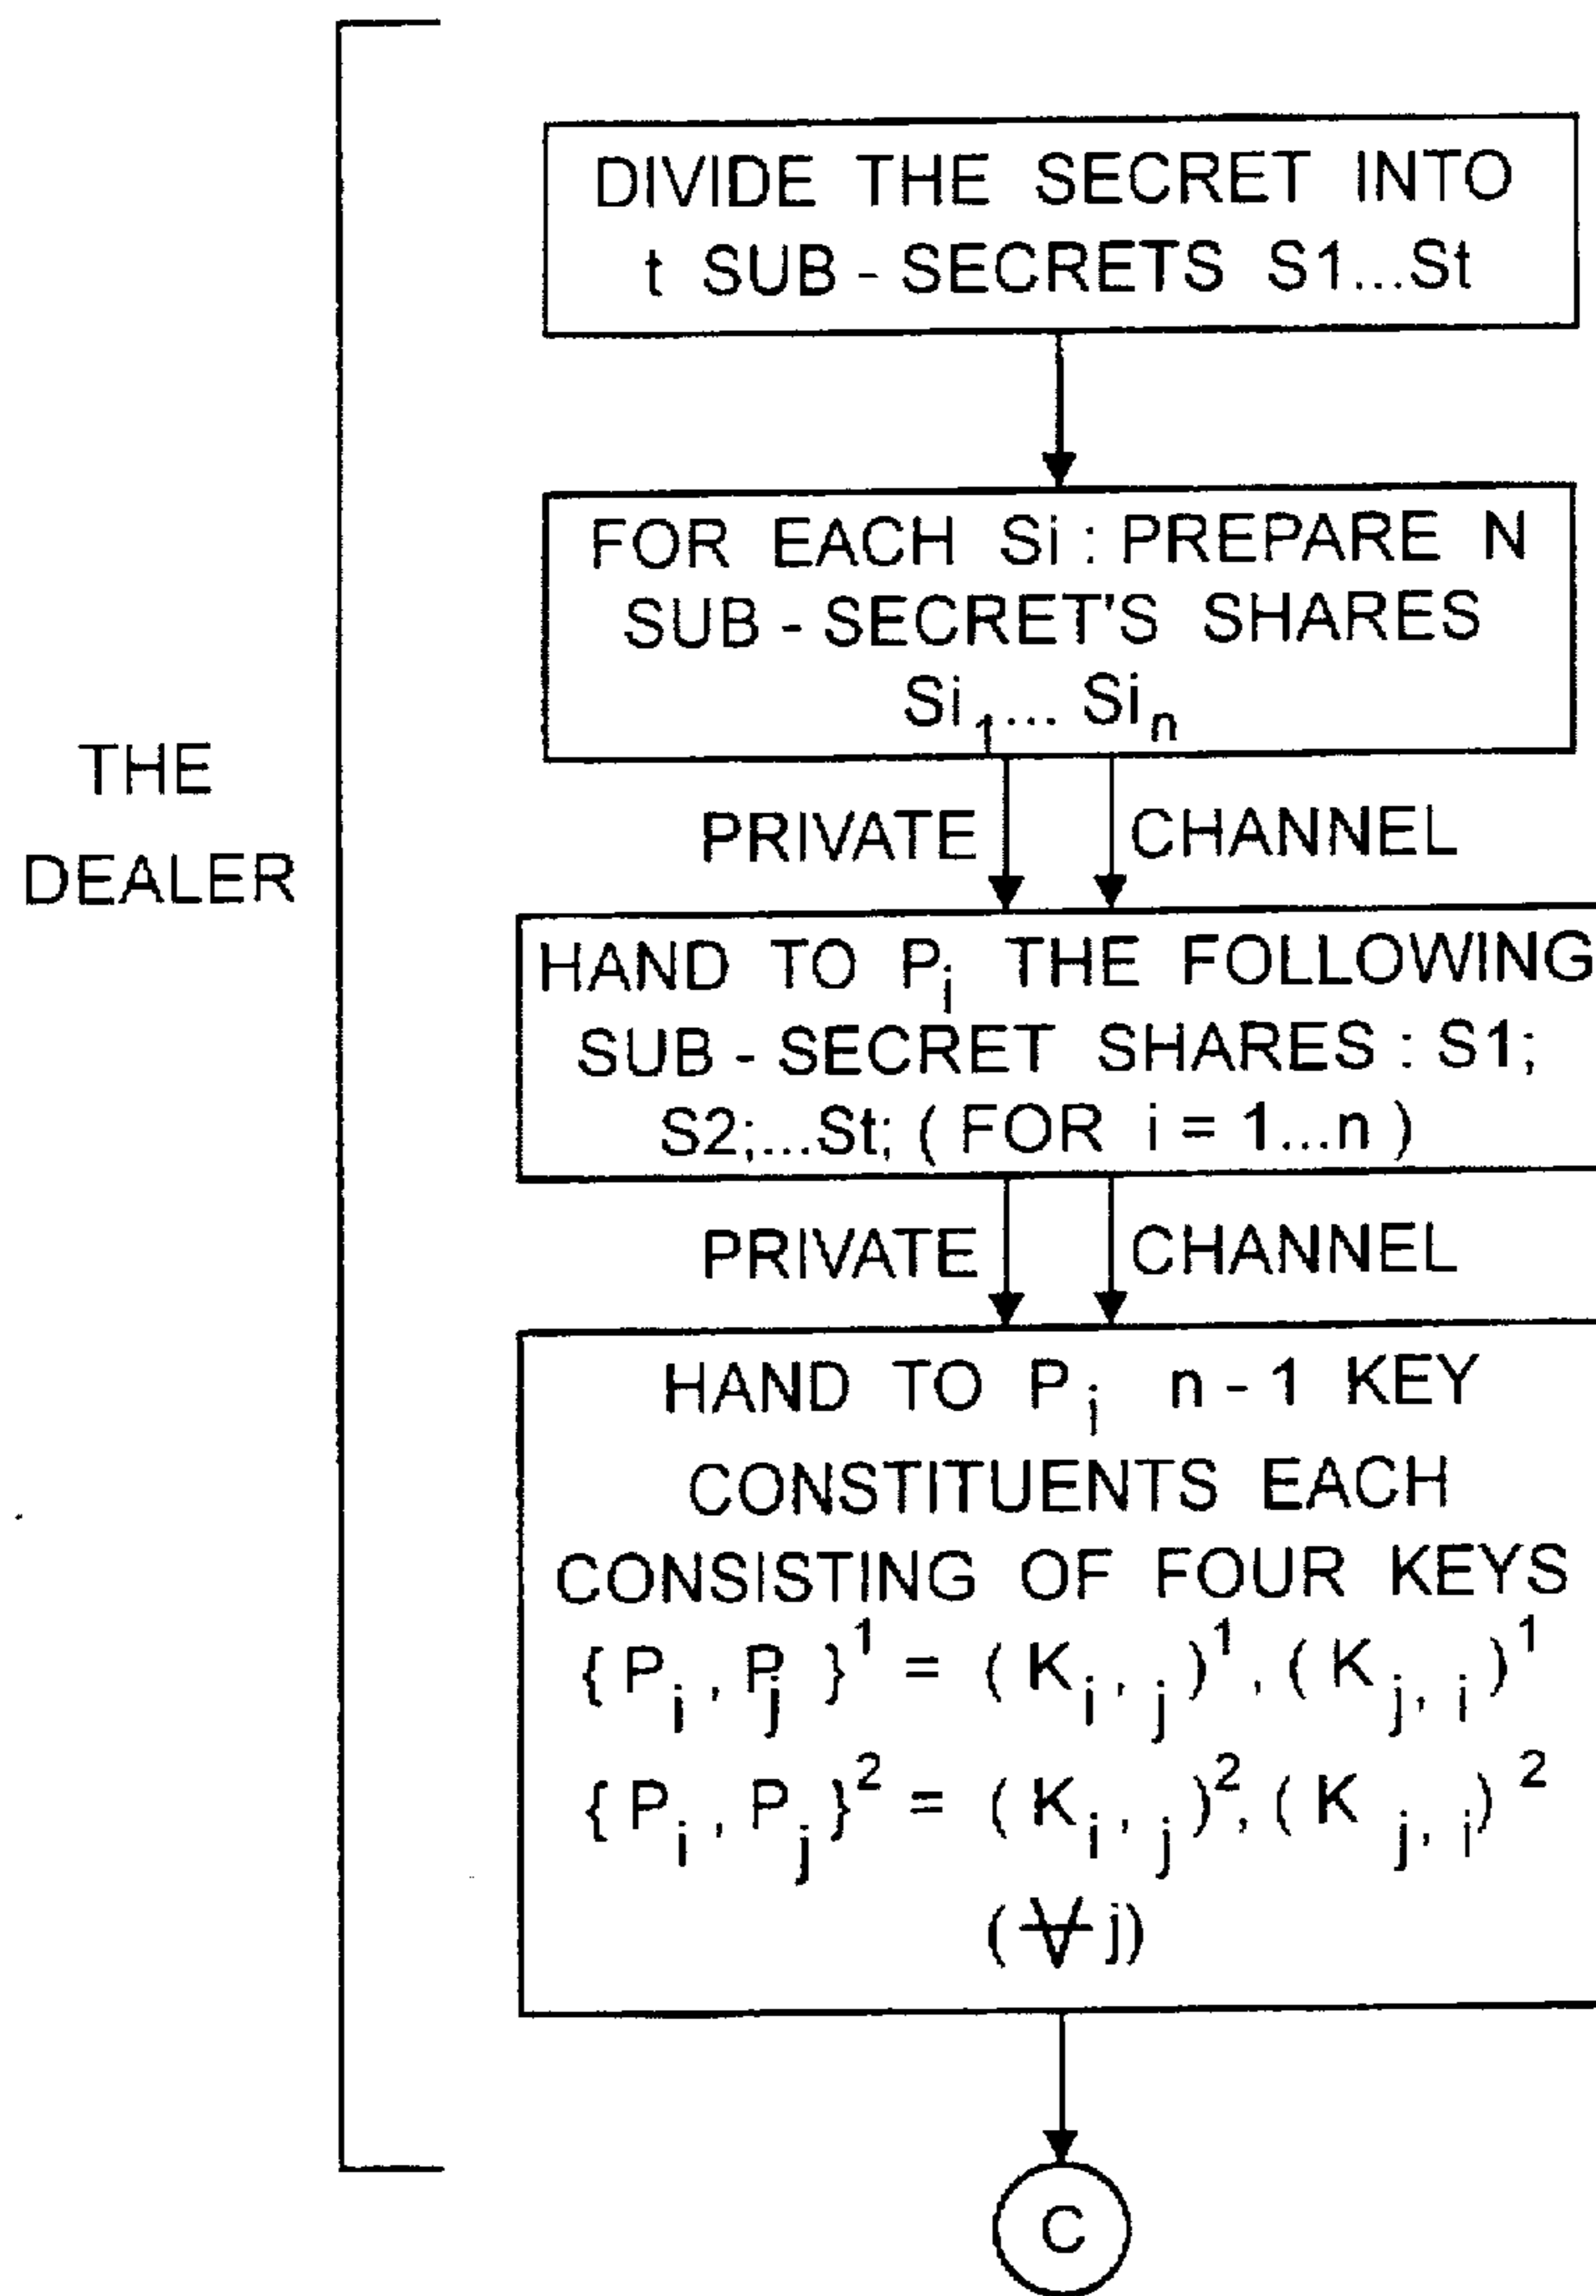 DIVIDE THE SECRET INTO
t SUB - SECRETS S1...St
FOR EACH Si : PREPARE N
SUB - SECRET'S SHARES
Si₁... Siₙ
PRIVATE CHANNEL
THE
DEALER
HAND TO Pᵢ THE FOLLOWING
SUB - SECRET SHARES : S1;
S2;...St; ( FOR i = 1...n )
PRIVATE CHANNEL
HAND TO Pᵢ n - 1 KEY
CONSTITUENTS EACH
CONSISTING OF FOUR KEYS
{ Pᵢ , Pⱼ }¹ = ( Kᵢ,ⱼ )¹, ( Kⱼ,ᵢ )¹
{ Pᵢ , Pⱼ }² = ( Kᵢ,ⱼ )², ( Kⱼ,ᵢ )²
( ∀ j)
C